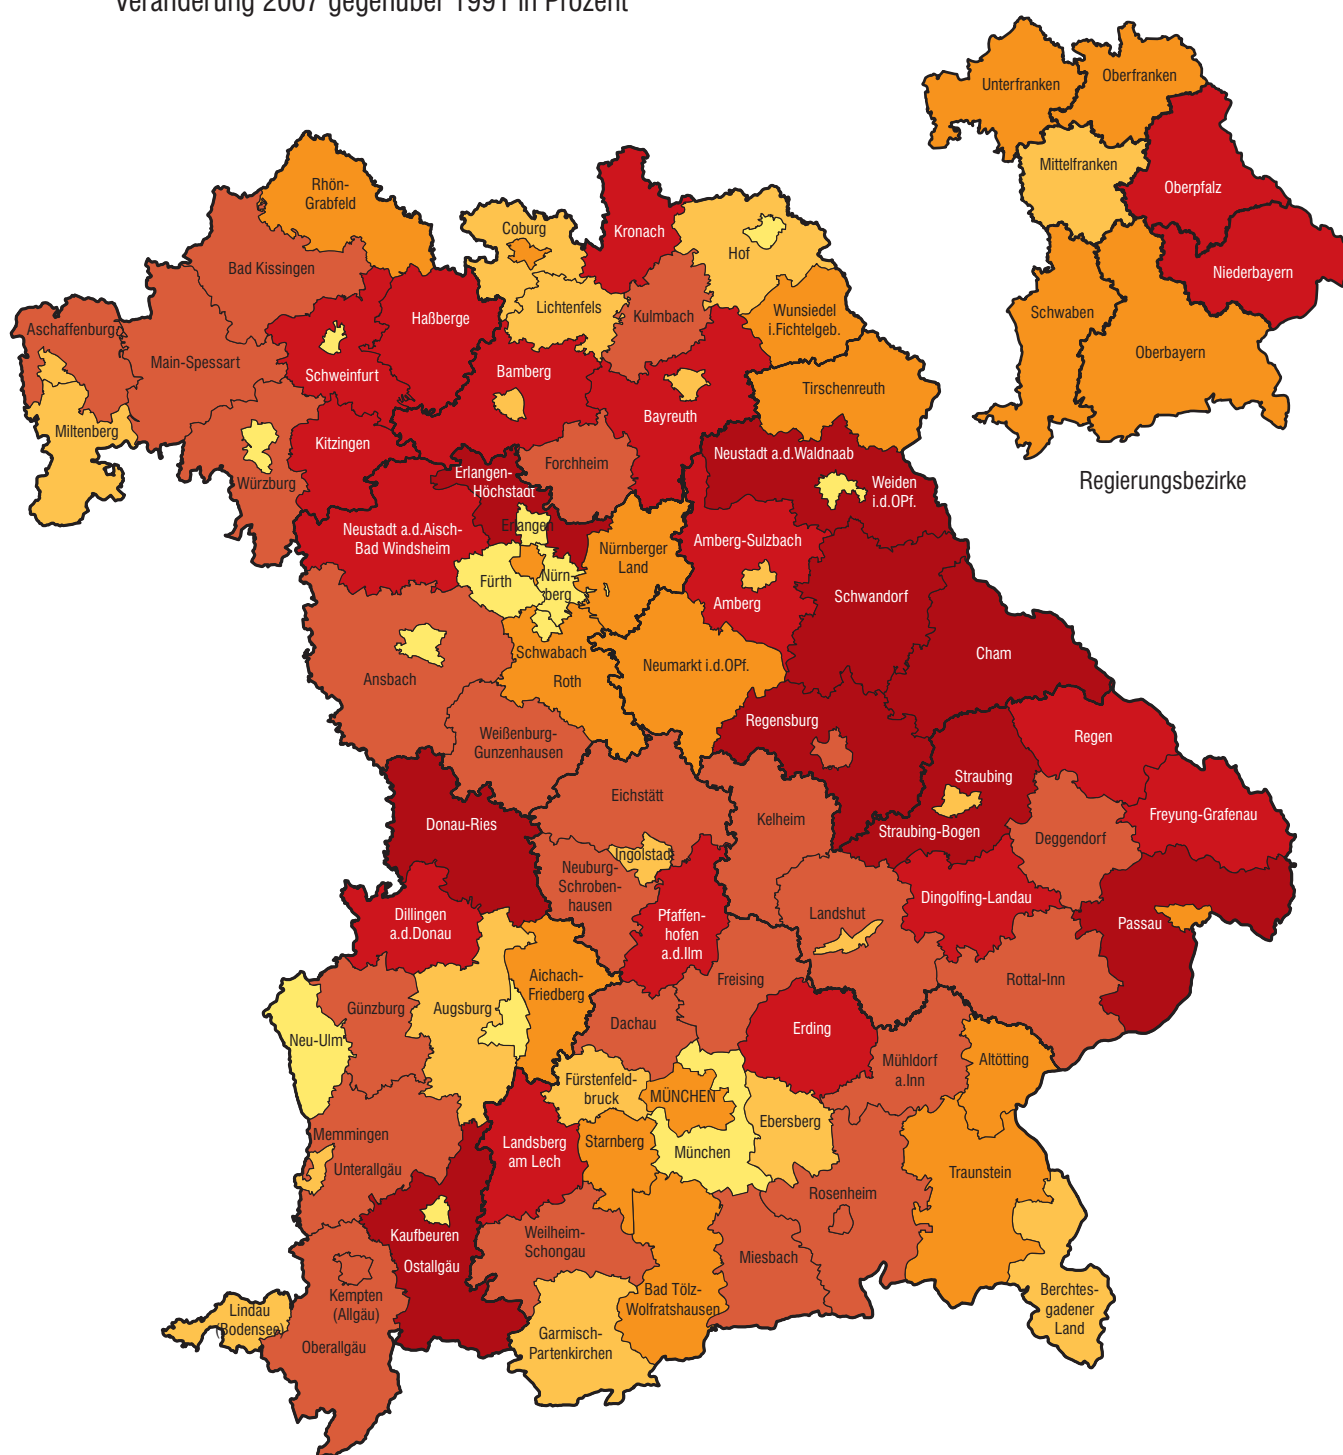 Veränderung 2007 gegenüber 1991 in Prozent
Unterfranken
Oberfranken
Mittelfranken
Oberpfalz
Niederbayern
Schwaben
Oberbayern
Regierungsbezirke
Rhön-
Grabfeld
Bad Kissingen
Coburg
Kronach
Hof
Lichtenfels
Kulmbach
Wunsiedel
i.Fichtelgeb.
Aschaffenburg
Main-Spessart
Haßberge
Schweinfurt
Bamberg
Bayreuth
Tirschenreuth
Miltenberg
Kitzingen
Würzburg
Forchheim
Erlangen-
Höchstadt
Neustadt a.d.Waldnaab
Weiden
i.d.OPf.
Neustadt a.d.Aisch-
Bad Windsheim
Erlangen
Fürth
Nürn-
berg
Nürnberger
Land
Amberg-Sulzbach
Amberg
Schwandorf
Cham
Schwabach
Roth
Neumarkt i.d.OPf.
Ansbach
Weißenburg-
Gunzenhausen
Regensburg
Regen
Straubing
Straubing-Bogen
Freyung-Grafenau
Deggendorf
Eichstätt
Kelheim
Donau-Ries
Ingolstadt
Neuburg-
Schroben-
hausen
Dillingen
a.d.Donau
Pfaffen-
hofen
a.d.Ilm
Landshut
Dingolfing-Landau
Passau
Rottal-Inn
Aichach-
Friedberg
Freising
Günzburg
Augsburg
Neu-Ulm
Dachau
Erding
Mühldorf
a.Inn
Altötting
Fürstenfeld-
bruck
MÜNCHEN
Ebersberg
Memmingen
Unterallgäu
Landsberg
am Lech
Starnberg
München
Traunstein
Rosenheim
Kaufbeuren
Ostallgäu
Weilheim-
Schongau
Miesbach
Bad Tölz-
Wolfratshausen
Kempten
(Allgäu)
Oberallgäu
Lindau
(Bodensee)
Garmisch-
Partenkirchen
Berchtes-
gadener
Land